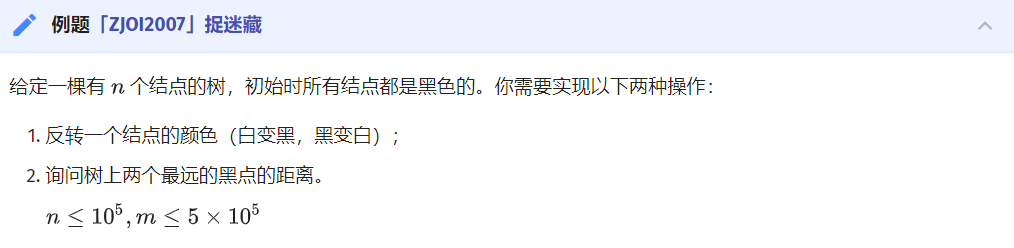 例题「ZJOI2007」捉迷藏
给定一棵有 n 个结点的树，初始时所有结点都是黑色的。你需要实现以下两种操作：
1. 反转一个结点的颜色（白变黑，黑变白）；
2. 询问树上两个最远的黑点的距离。
n ≤ 10^5, m ≤ 5 × 10^5